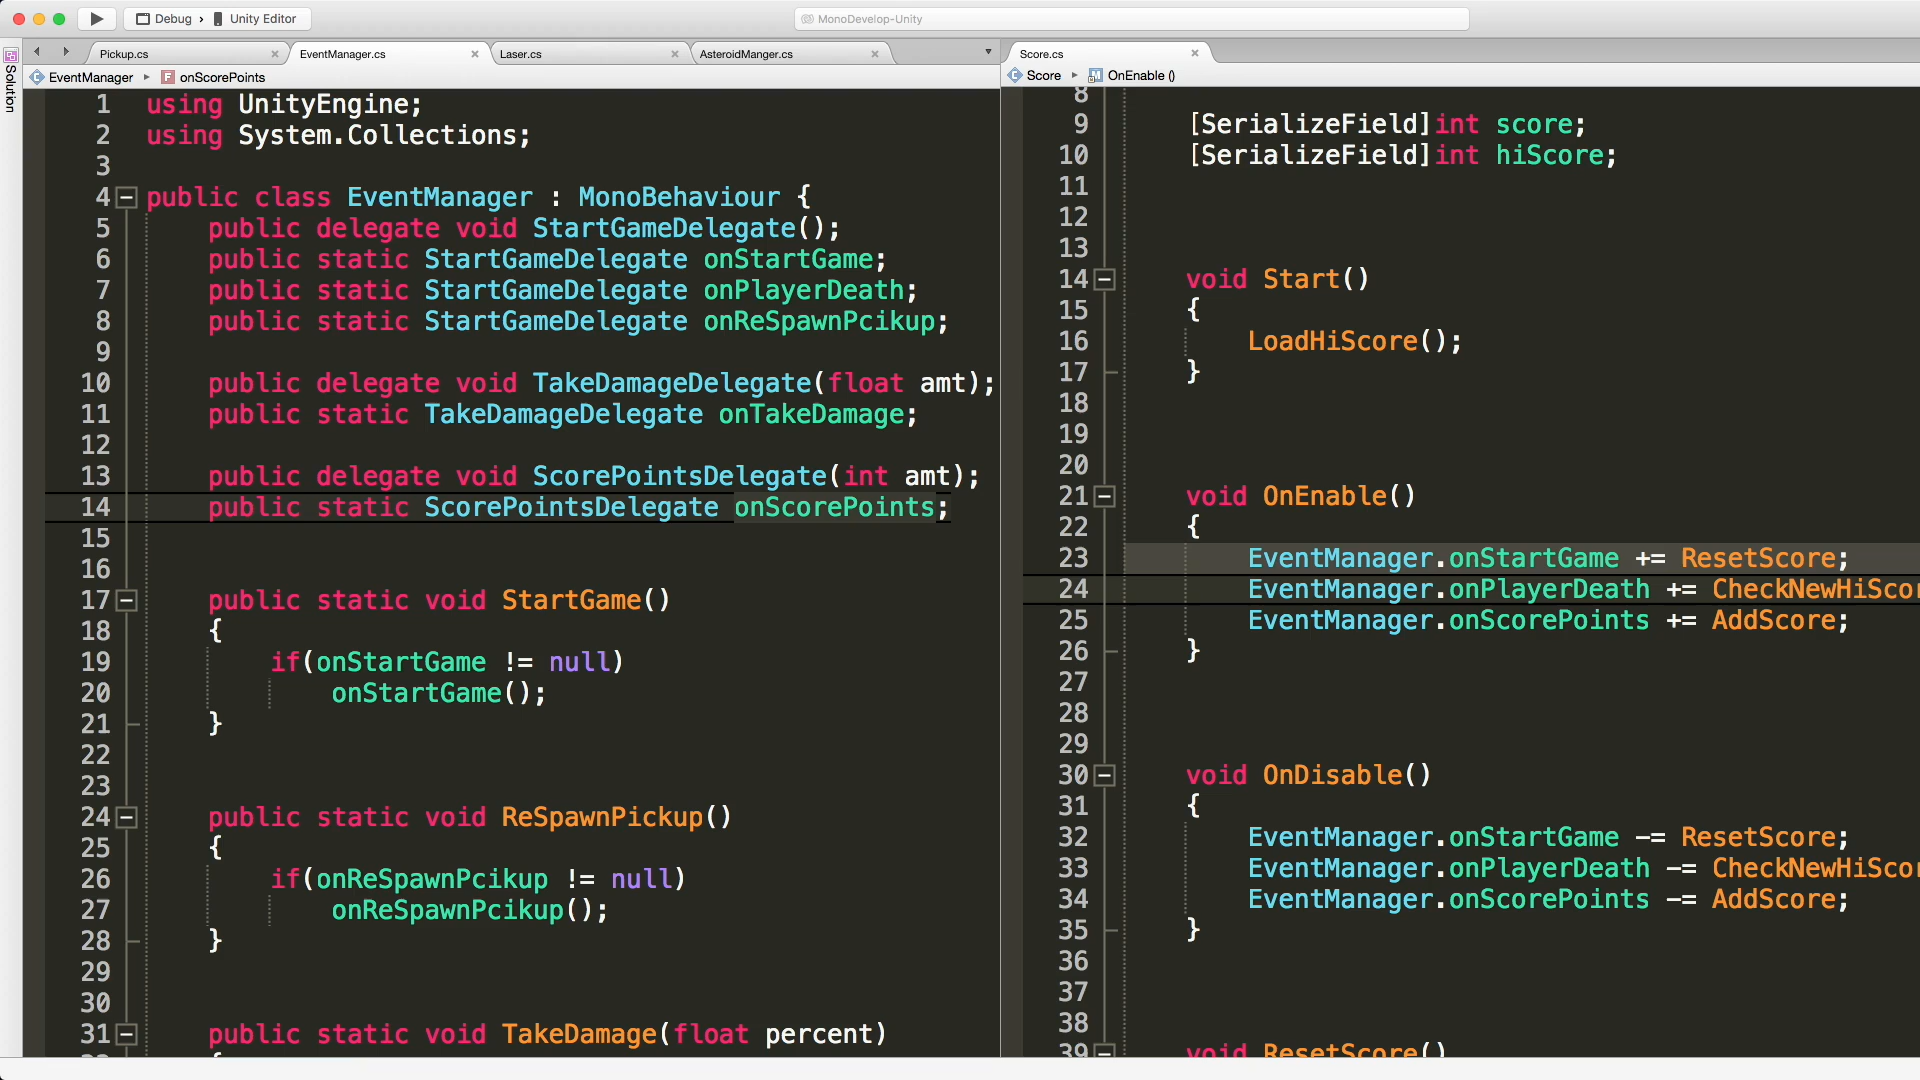 Debug › Unity Editor
MonoDevelop-Unity
Solution
Pickup.cs
EventManager.cs
Laser.cs
AsteroidManger.cs
EventManager ▸ onScorePoints
1 using UnityEngine;
2 using System.Collections;
3
4 public class EventManager : MonoBehaviour {
5 public delegate void StartGameDelegate();
6 public static StartGameDelegate onStartGame;
7 public static StartGameDelegate onPlayerDeath;
8 public static StartGameDelegate onReSpawnPcikup;
9
10 public delegate void TakeDamageDelegate(float amt);
11 public static TakeDamageDelegate onTakeDamage;
12
13 public delegate void ScorePointsDelegate(int amt);
14 public static ScorePointsDelegate onScorePoints;
15
16
17 public static void StartGame()
18 {
19 if(onStartGame != null)
20 onStartGame();
21 }
22
23
24 public static void ReSpawnPickup()
25 {
26 if(onReSpawnPcikup != null)
27 onReSpawnPcikup();
28 }
29
30
31 public static void TakeDamage(float percent)
Score.cs
Score ▸ OnEnable ()
8
9 [SerializeField]int score;
10 [SerializeField]int hiScore;
11
12
13
14 void Start()
15 {
16 LoadHiScore();
17 }
18
19
20
21 void OnEnable()
22 {
23 EventManager.onStartGame += ResetScore;
24 EventManager.onPlayerDeath += CheckNewHiScor
25 EventManager.onScorePoints += AddScore;
26 }
27
28
29
30 void OnDisable()
31 {
32 EventManager.onStartGame -= ResetScore;
33 EventManager.onPlayerDeath -= CheckNewHiScor
34 EventManager.onScorePoints -= AddScore;
35 }
36
37
38
39 void ResetScore()